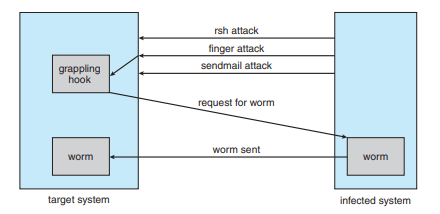 rsh attack
finger attack
sendmail attack
grappling
hook
request for worm
worm sent
worm
worm
target system
infected system